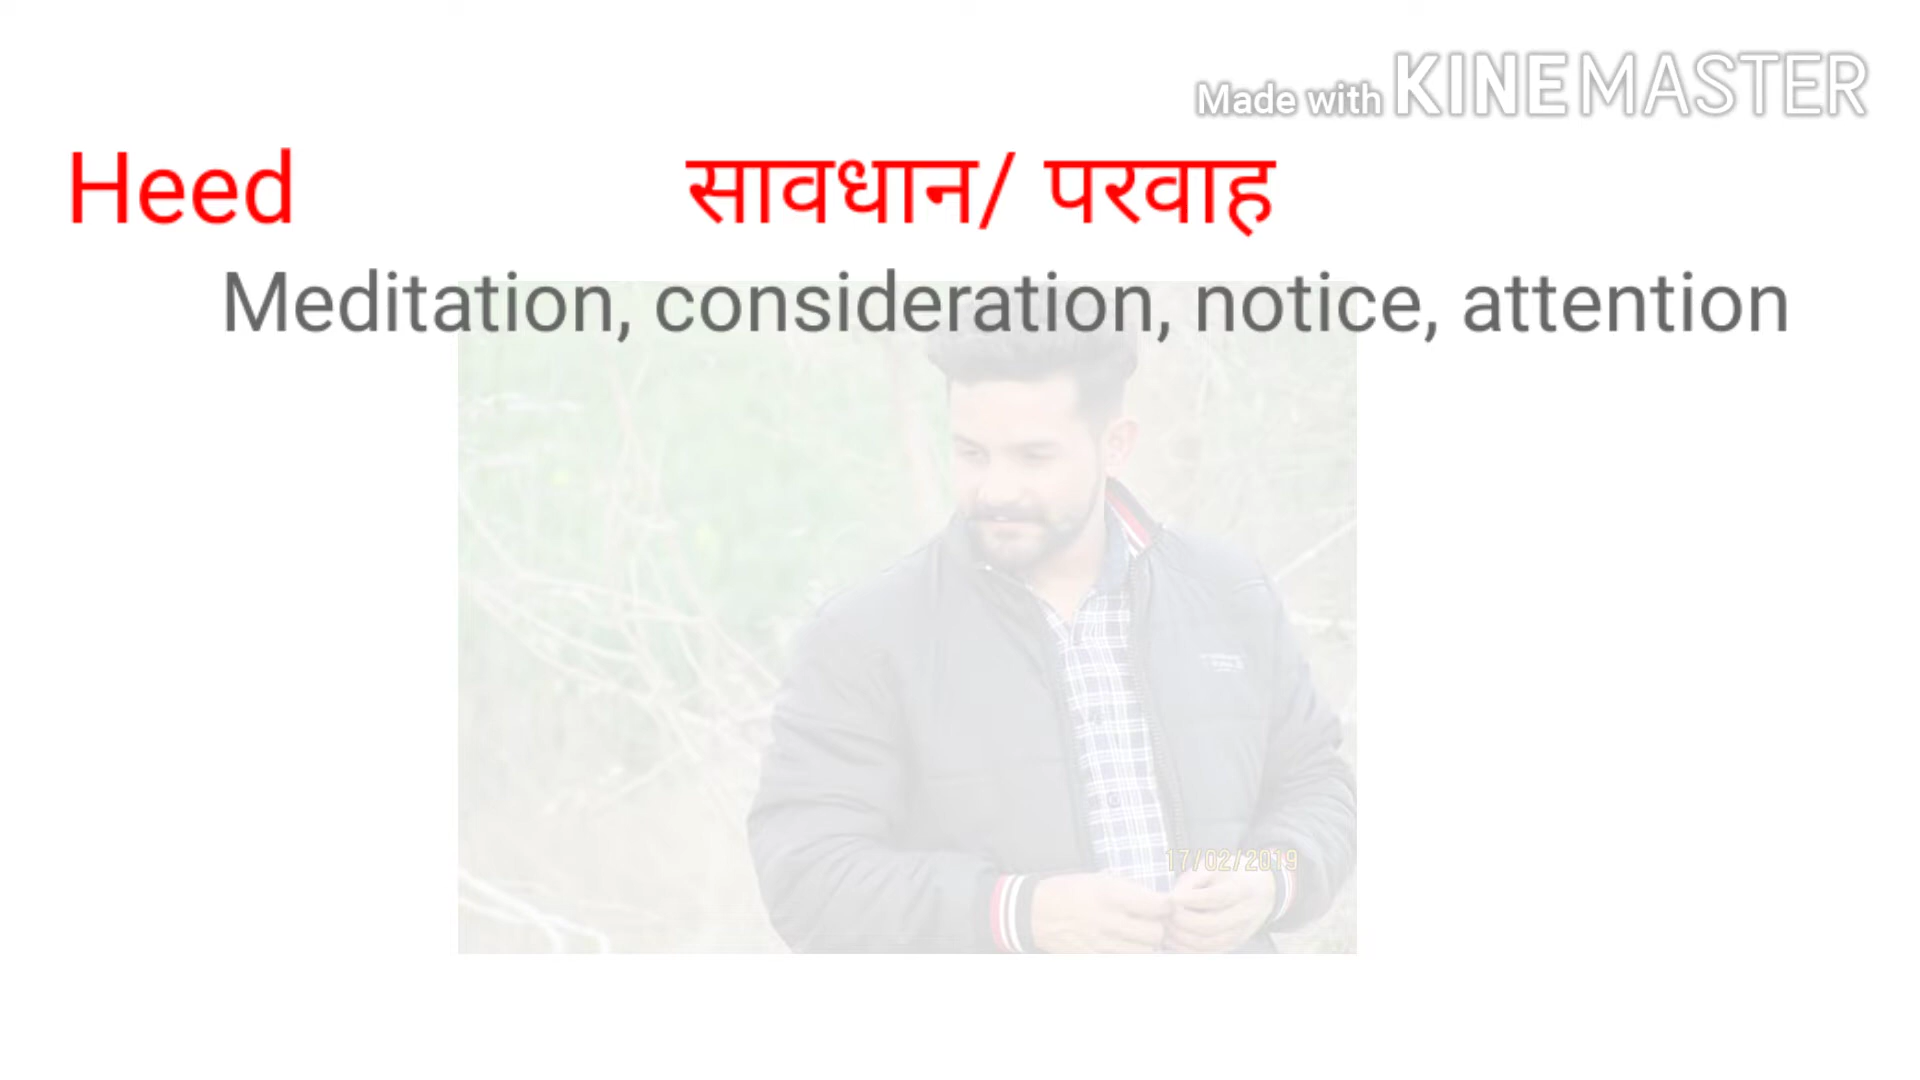 Made with KINEMASTER
Heed सावधान/ परवाह
Meditation, consideration, notice, attention
17/02/2019